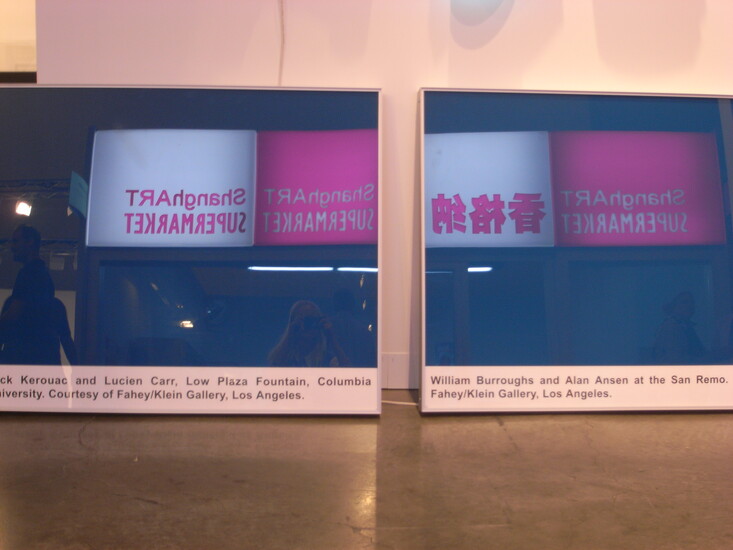 ShanghART
SUPERMARKET
ShanghART
SUPERMARKET
香格纳
ShanghART
SUPERMARKET
ck Kerouac and Lucien Carr, Low Plaza Fountain, Columbia
iversity. Courtesy of Fahey/Klein Gallery, Los Angeles.
William Burroughs and Alan Ansen at the San Remo.
Fahey/Klein Gallery, Los Angeles.